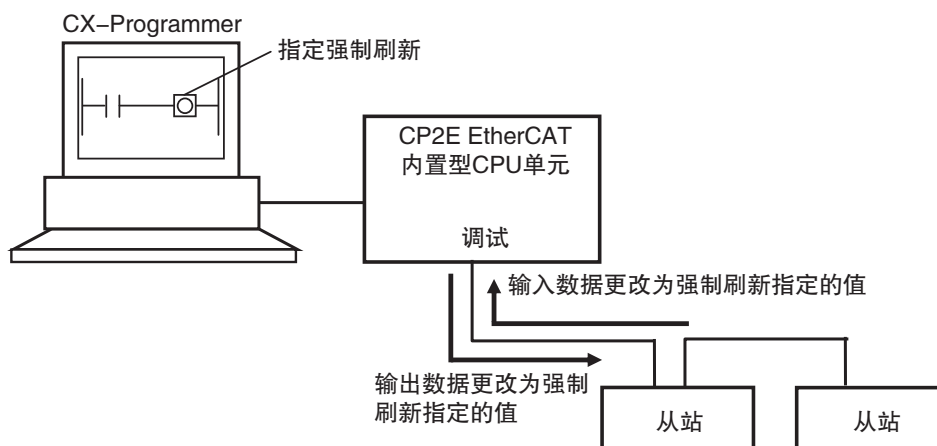 CX–Programmer
指定强制刷新
CP2E EtherCAT
内置型CPU单元
调试
输入数据更改为强制刷新指定的值
输出数据更改为强制
刷新指定的值
从站
从站